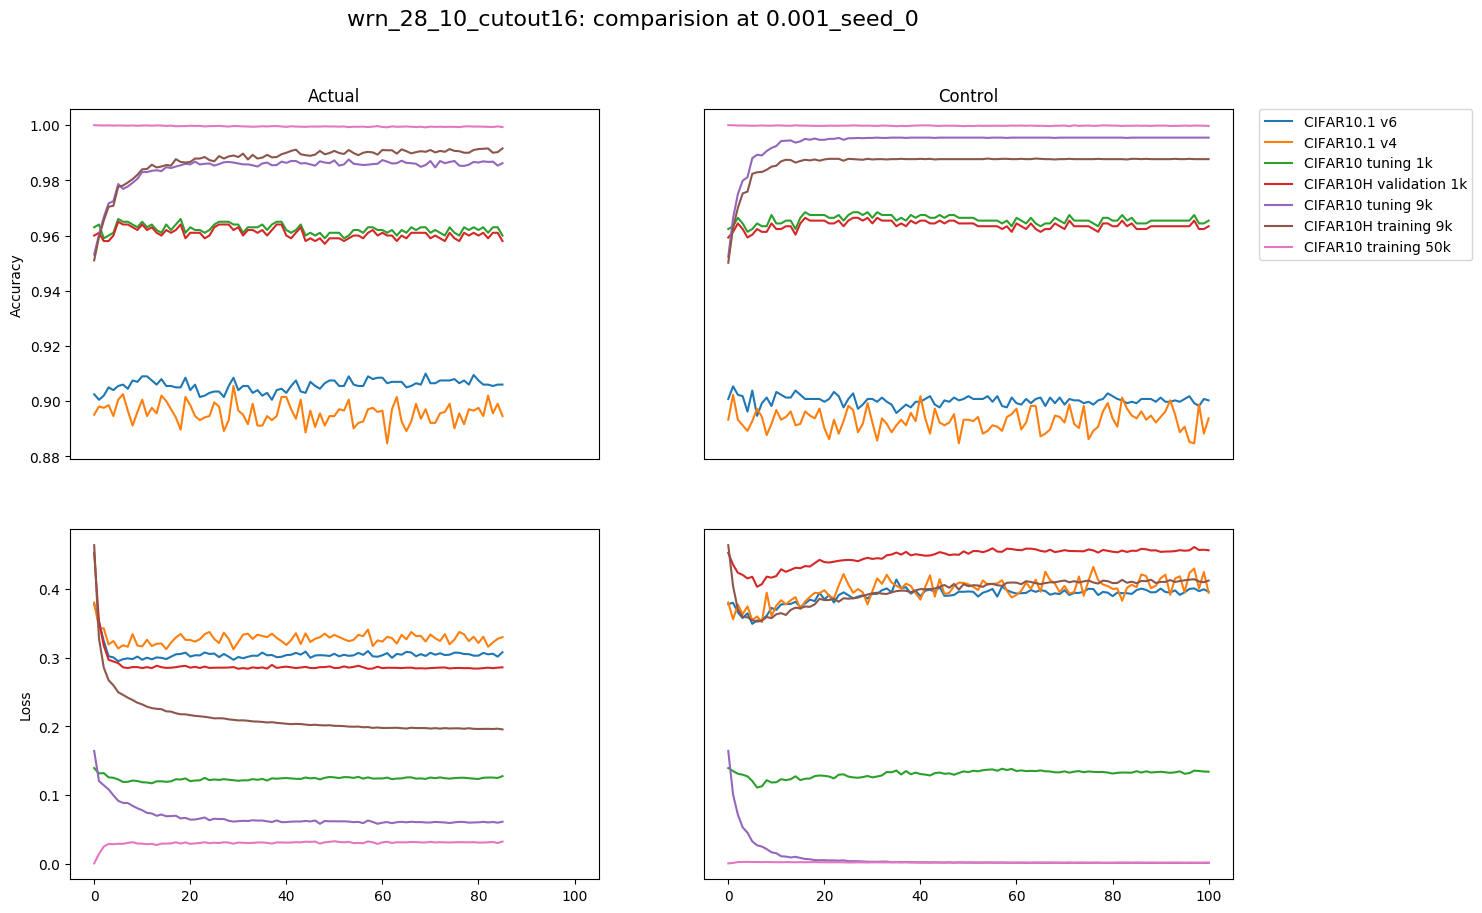 wrn_28_10_cutout16: comparision at 0.001_seed_0
Actual
Control
Accuracy
1.00
0.98
0.96
0.94
0.92
0.90
0.88
CIFAR10.1 v6
CIFAR10.1 v4
CIFAR10 tuning 1k
CIFAR10H validation 1k
CIFAR10 tuning 9k
CIFAR10H training 9k
CIFAR10 training 50k
Loss
0.4
0.3
0.2
0.1
0.0
0 20 40 60 80 100
0 20 40 60 80 100